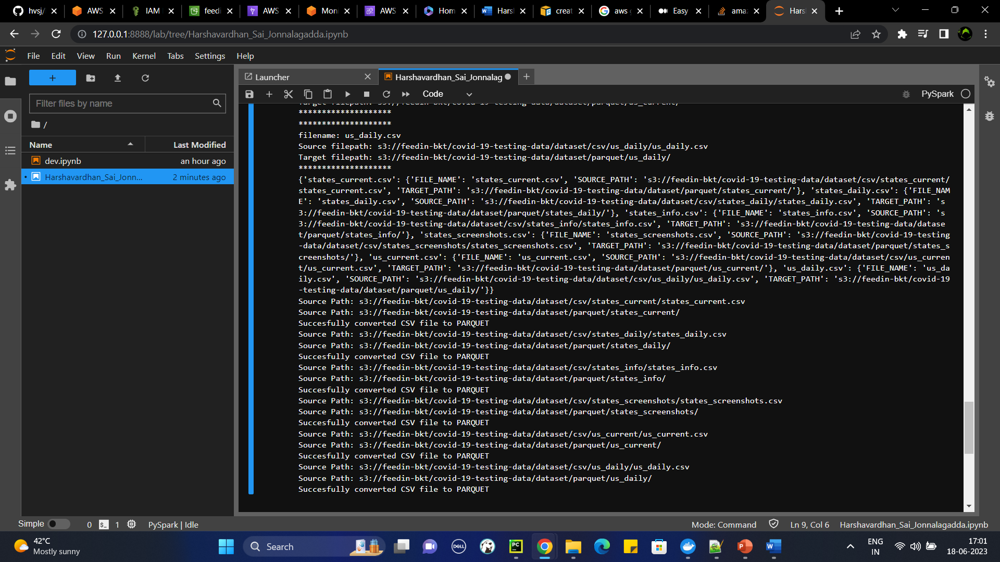 hvsj/
AWS
IAM
feedi
AWS
Moni
AWS
Hom
Harsh
creat
aws g
Easy
amaz
Harsh
127.0.0.1:8888/lab/tree/Harshavardhan_Sai_Jonnalagadda.ipynb
File Edit View Run Kernel Tabs Settings Help
Filter files by name
/
Name Last Modified
dev.ipynb an hour ago
Harshavardhan_Sai_Jonn... 2 minutes ago
Launcher
Harshavardhan_Sai_Jonnalag
Code
PySpark
Target filepath: s3://feedin-bkt/covid-19-testing-data/dataset/parquet/us_current/
********************
********************
filename: us_daily.csv
Source filepath: s3://feedin-bkt/covid-19-testing-data/dataset/csv/us_daily/us_daily.csv
Target filepath: s3://feedin-bkt/covid-19-testing-data/dataset/parquet/us_daily/
********************
{'states_current.csv': {'FILE_NAME': 'states_current.csv', 'SOURCE_PATH': 's3://feedin-bkt/covid-19-testing-data/dataset/csv/states_current/
states_current.csv', 'TARGET_PATH': 's3://feedin-bkt/covid-19-testing-data/dataset/parquet/states_current/'}, 'states_daily.csv': {'FILE_NAM
E': 'states_daily.csv', 'SOURCE_PATH': 's3://feedin-bkt/covid-19-testing-data/dataset/csv/states_daily/states_daily.csv', 'TARGET_PATH': 's
3://feedin-bkt/covid-19-testing-data/dataset/parquet/states_daily/'}, 'states_info.csv': {'FILE_NAME': 'states_info.csv', 'SOURCE_PATH': 's
3://feedin-bkt/covid-19-testing-data/dataset/csv/states_info/states_info.csv', 'TARGET_PATH': 's3://feedin-bkt/covid-19-testing-data/datase
t/parquet/states_info/'}, 'states_screenshots.csv': {'FILE_NAME': 'states_screenshots.csv', 'SOURCE_PATH': 's3://feedin-bkt/covid-19-testing
-data/dataset/csv/states_screenshots/states_screenshots.csv', 'TARGET_PATH': 's3://feedin-bkt/covid-19-testing-data/dataset/parquet/states_s
creenshots/'}, 'us_current.csv': {'FILE_NAME': 'us_current.csv', 'SOURCE_PATH': 's3://feedin-bkt/covid-19-testing-data/dataset/csv/us_curren
t/us_current.csv', 'TARGET_PATH': 's3://feedin-bkt/covid-19-testing-data/dataset/parquet/us_current/'}, 'us_daily.csv': {'FILE_NAME': 'us_da
ily.csv', 'SOURCE_PATH': 's3://feedin-bkt/covid-19-testing-data/dataset/csv/us_daily/us_daily.csv', 'TARGET_PATH': 's3://feedin-bkt/covid-19
-testing-data/dataset/parquet/us_daily/'}}
Source Path: s3://feedin-bkt/covid-19-testing-data/dataset/csv/states_current/states_current.csv
Source Path: s3://feedin-bkt/covid-19-testing-data/dataset/parquet/states_current/
Succesfully converted CSV file to PARQUET
Source Path: s3://feedin-bkt/covid-19-testing-data/dataset/csv/states_daily/states_daily.csv
Source Path: s3://feedin-bkt/covid-19-testing-data/dataset/parquet/states_daily/
Succesfully converted CSV file to PARQUET
Source Path: s3://feedin-bkt/covid-19-testing-data/dataset/csv/states_info/states_info.csv
Source Path: s3://feedin-bkt/covid-19-testing-data/dataset/parquet/states_info/
Succesfully converted CSV file to PARQUET
Source Path: s3://feedin-bkt/covid-19-testing-data/dataset/csv/states_screenshots/states_screenshots.csv
Source Path: s3://feedin-bkt/covid-19-testing-data/dataset/parquet/states_screenshots/
Succesfully converted CSV file to PARQUET
Source Path: s3://feedin-bkt/covid-19-testing-data/dataset/csv/us_current/us_current.csv
Source Path: s3://feedin-bkt/covid-19-testing-data/dataset/parquet/us_current/
Succesfully converted CSV file to PARQUET
Source Path: s3://feedin-bkt/covid-19-testing-data/dataset/csv/us_daily/us_daily.csv
Source Path: s3://feedin-bkt/covid-19-testing-data/dataset/parquet/us_daily/
Succesfully converted CSV file to PARQUET
Simple 0 1 PySpark | Idle Mode: Command Ln 9, Col 6 Harshavardhan_Sai_Jonnalagadda.ipynb
42°C
Mostly sunny
Search
DELL
PC
ENG
IN
17:01
18-06-2023